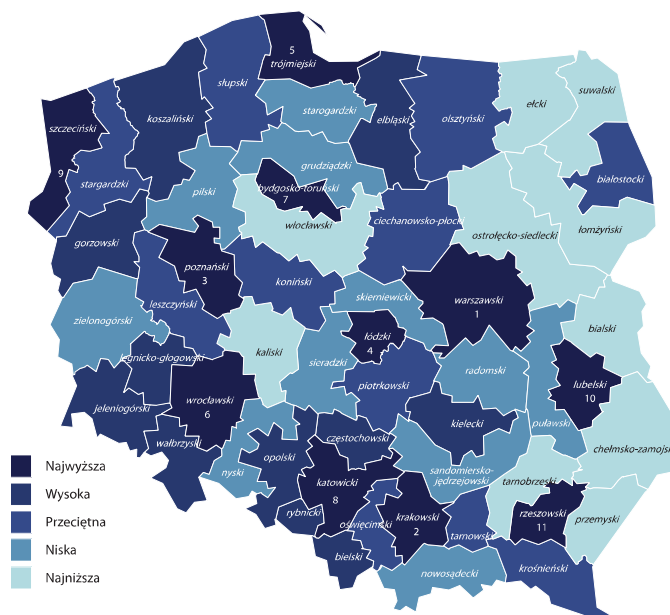 5
trójmiejski
słupski
koszaliński
szczeciński
9
stargardzki
starogardzki
elbląski
olsztyński
ełcki
suwalski
białostocki
grudziądzki
pilski
bydgosko-toruński
7
włocławski
ciechanowsko-płocki
ostrołęcko-siedlecki
łomżyński
gorzowski
poznański
3
leszczyński
koniński
skierniewicki
warszawski
1
zielonogórski
legnicko-głogowski
kaliski
łódzki
4
sieradzki
piotrkowski
radomski
bialski
lubelski
10
puławski
jeleniogórski
wrocławski
6
wałbrzyski
nyski
opolski
częstochowski
kielecki
sandomiersko-
jędrzejowski
chełmsko-zamojski
tarnobrzeski
katowicki
8
rybnicki
bielski
oświęcimski
krakowski
2
tarnowski
nowosądecki
rzeszowski
11
przemyski
krośnieński
Najwyższa
Wysoka
Przeciętna
Niska
Najniższa